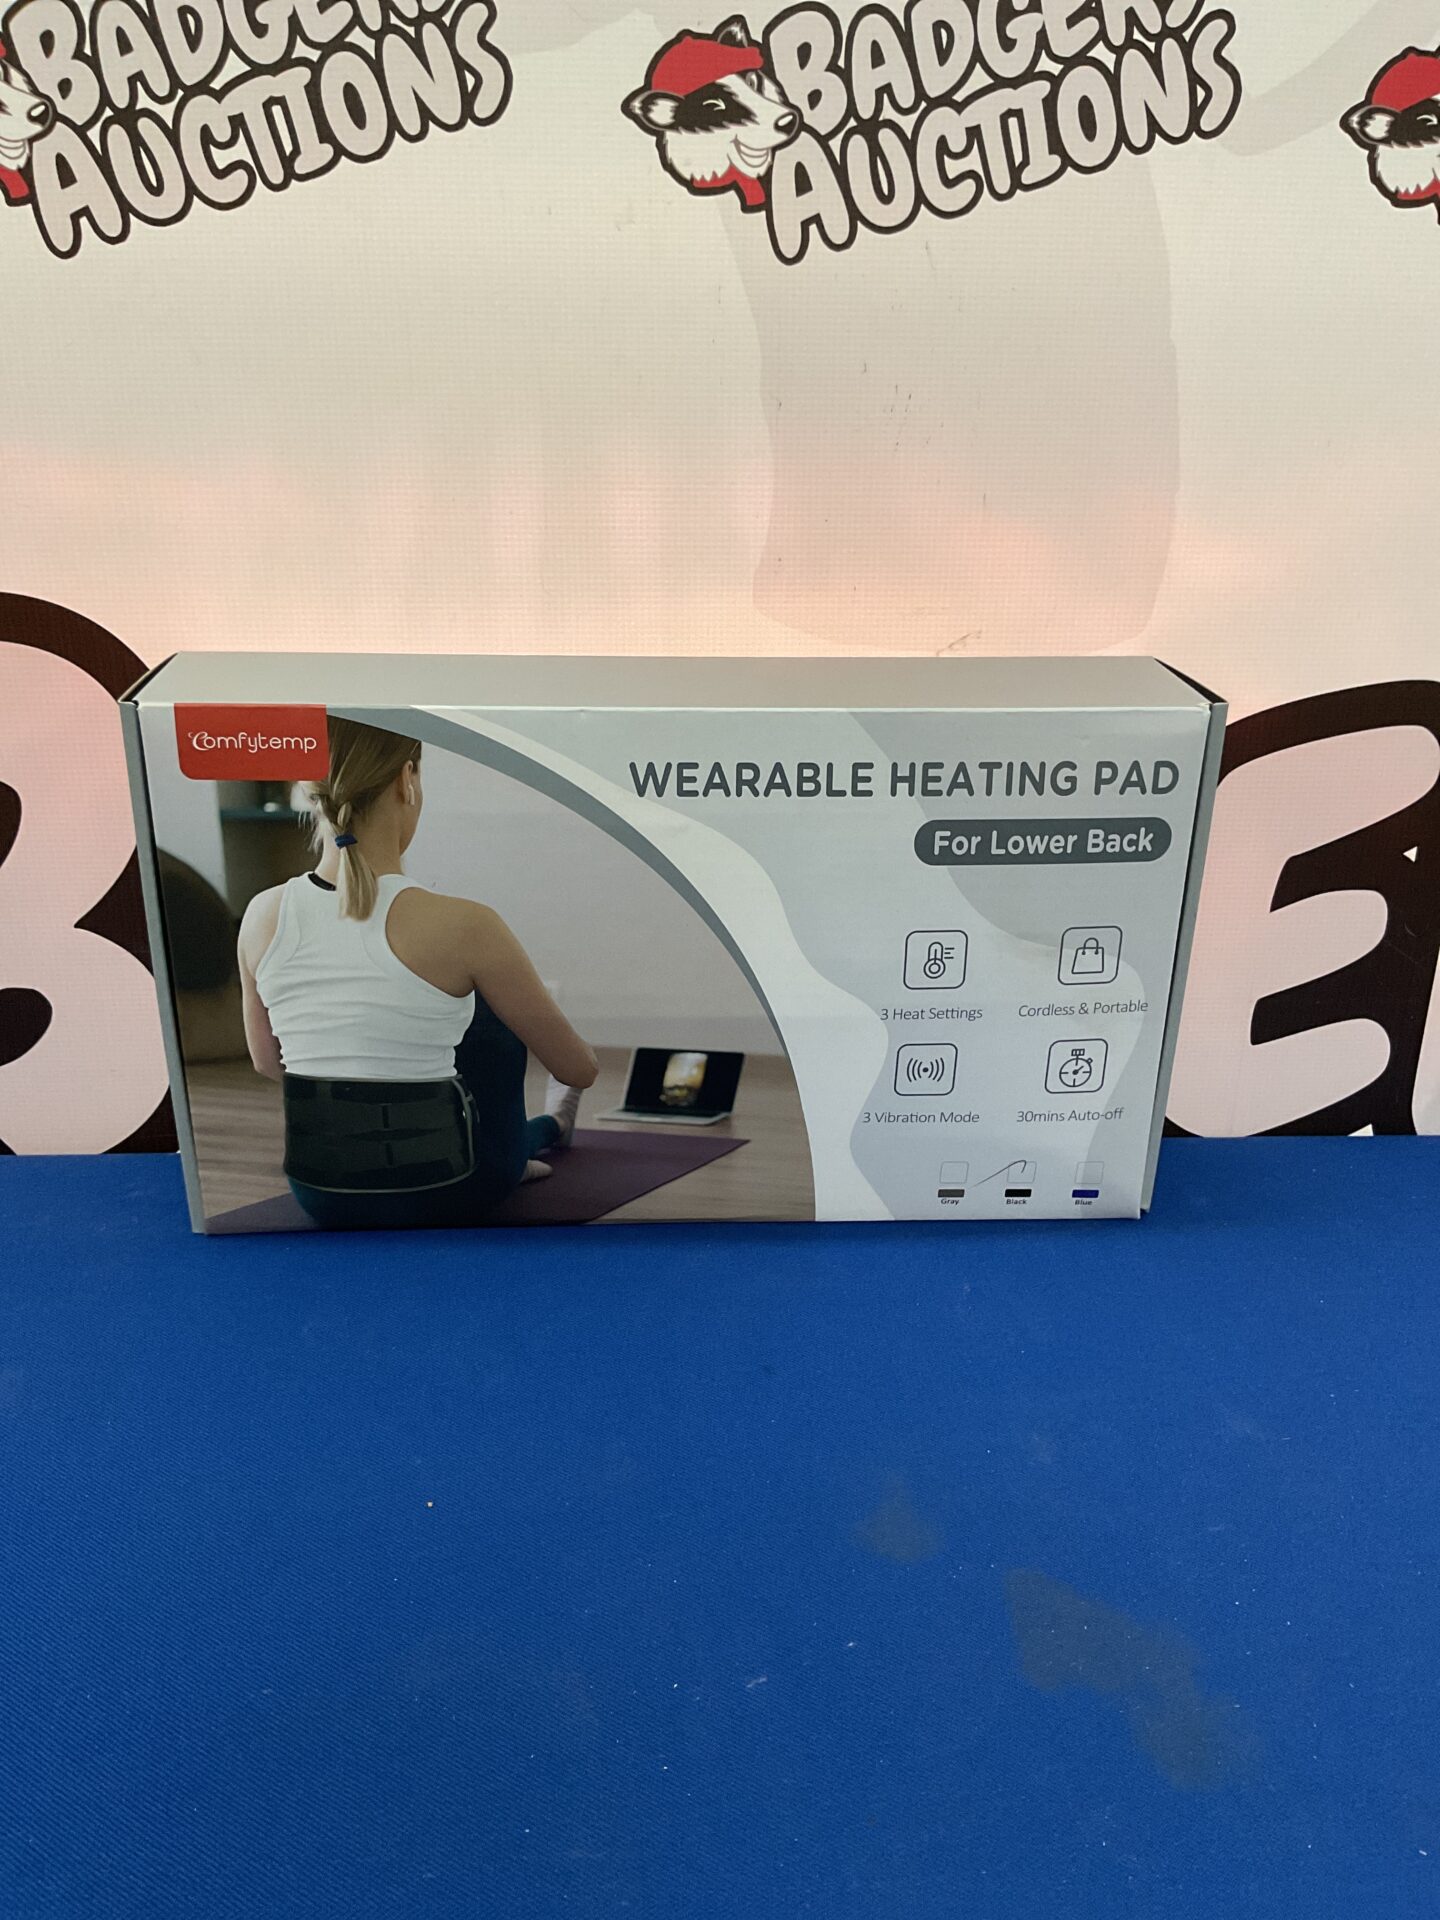 BADGER
AUCTIONS
BADGER
AUCTIONS
Comfytemp
WEARABLE HEATING PAD
For Lower Back
3 Heat Settings
Cordless & Portable
3 Vibration Mode
30mins Auto-off
Gray
Black
Blue